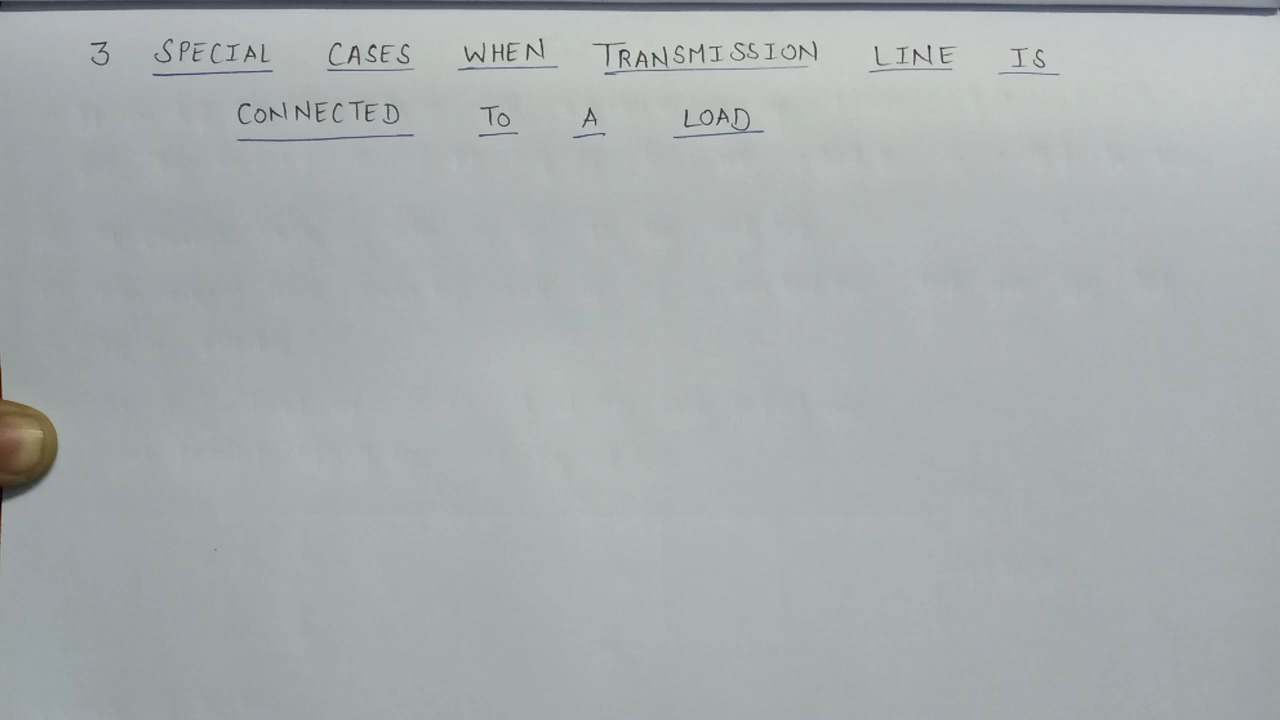 3 SPECIAL CASES WHEN TRANSMISSION LINE IS
CONNECTED TO A LOAD